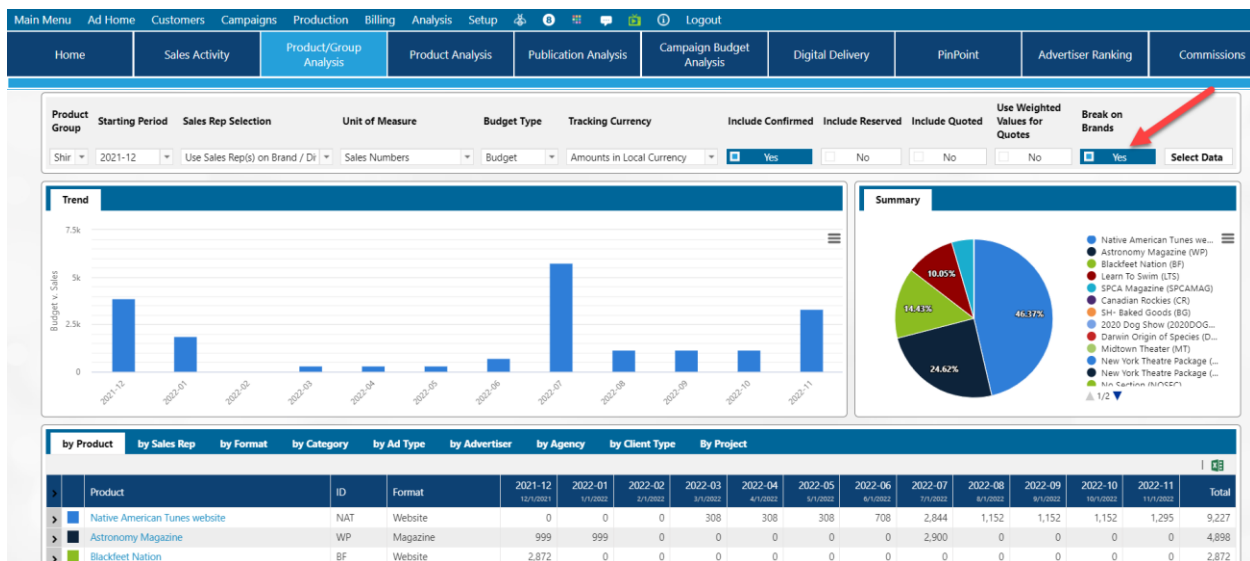 Main Menu Ad Home Customers Campaigns Production Billing Analysis Setup 8 Logout
Home Sales Activity Product/Group Analysis Product Analysis Publication Analysis Campaign Budget Analysis Digital Delivery PinPoint Advertiser Ranking Commissions
Product Group Starting Period Sales Rep Selection Unit of Measure Budget Type Tracking Currency Include Confirmed Include Reserved Include Quoted Use Weighted Values for Quotes Break on Brands
Shir 2021-12 Use Sales Rep(s) on Brand / Di Sales Numbers Budget Amounts in Local Currency Yes No No No Yes Select Data
Trend
7.5k
5k
2.5k
0
Budget v. Sales
2021-12 2022-01 2022-02 2022-03 2022-04 2022-05 2022-06 2022-07 2022-08 2022-09 2022-10 2022-11
Summary
10.05%
14.43%
46.37%
24.62%
Native American Tunes we...
Astronomy Magazine (WP)
Blackfeet Nation (BF)
Learn To Swim (LTS)
SPCA Magazine (SPCAMAG)
Canadian Rockies (CR)
SH- Baked Goods (BG)
2020 Dog Show (2020DOG...
Darwin Origin of Species (D...
Midtown Theater (MT)
New York Theatre Package (...
New York Theatre Package (...
No Section (NOSEC)
1/2
by Product by Sales Rep by Format by Category by Ad Type by Advertiser by Agency by Client Type By Project
Product ID Format 2021-12 2022-01 2022-02 2022-03 2022-04 2022-05 2022-06 2022-07 2022-08 2022-09 2022-10 2022-11 Total
12/1/2021 1/1/2022 2/1/2022 3/1/2022 4/1/2022 5/1/2022 6/1/2022 7/1/2022 8/1/2022 9/1/2022 10/1/2022 11/1/2022
Native American Tunes website NAT Website 0 0 0 308 308 308 708 2,844 1,152 1,152 1,152 1,295 9,227
Astronomy Magazine WP Magazine 999 999 0 0 0 0 0 2,900 0 0 0 0 4,898
Blackfeet Nation BF Website 2,872 0 0 0 0 0 0 0 0 0 0 0 2,872